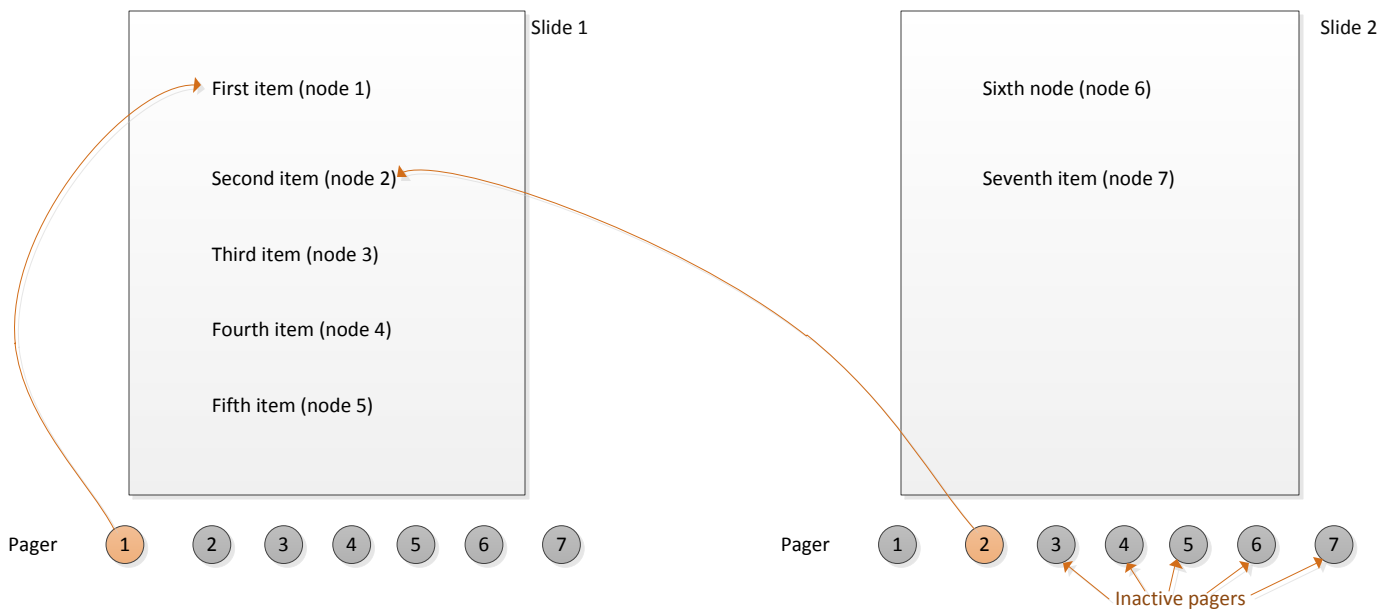 Slide 1
First item (node 1)
Second item (node 2)
Third item (node 3)
Fourth item (node 4)
Fifth item (node 5)
Pager 1 2 3 4 5 6 7
Slide 2
Sixth node (node 6)
Seventh item (node 7)
Pager 1 2 3 4 5 6 7
Inactive pagers